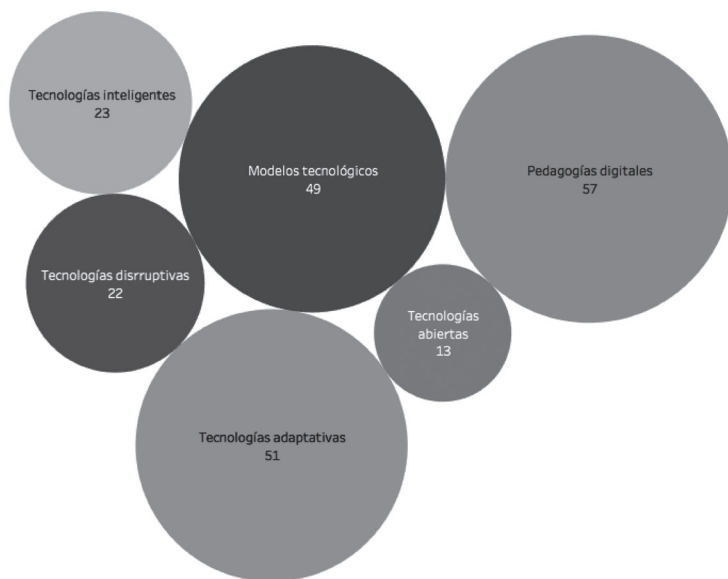 Tecnologías inteligentes
23
Modelos tecnológicos
49
Pedagogías digitales
57
Tecnologías disrruptivas
22
Tecnologías
abiertas
13
Tecnologías adaptativas
51